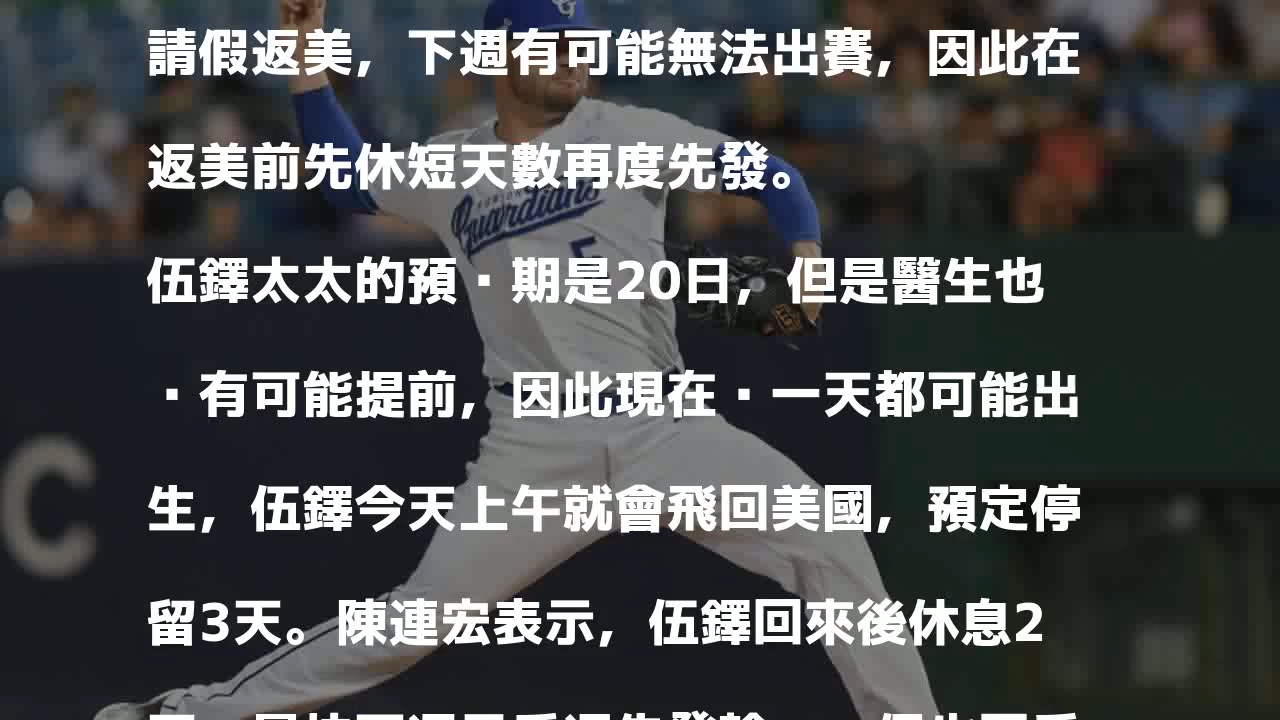 請假返美，下週有可能無法出賽，因此在
返美前先休短天數再度先發。
伍鐸太太的預·期是20日，但是醫生也
·有可能提前，因此現在·一天都可能出
生，伍鐸今天上午就會飛回美國，預定停
留3天。陳連宏表示，伍鐸回來後休息2
Guardians